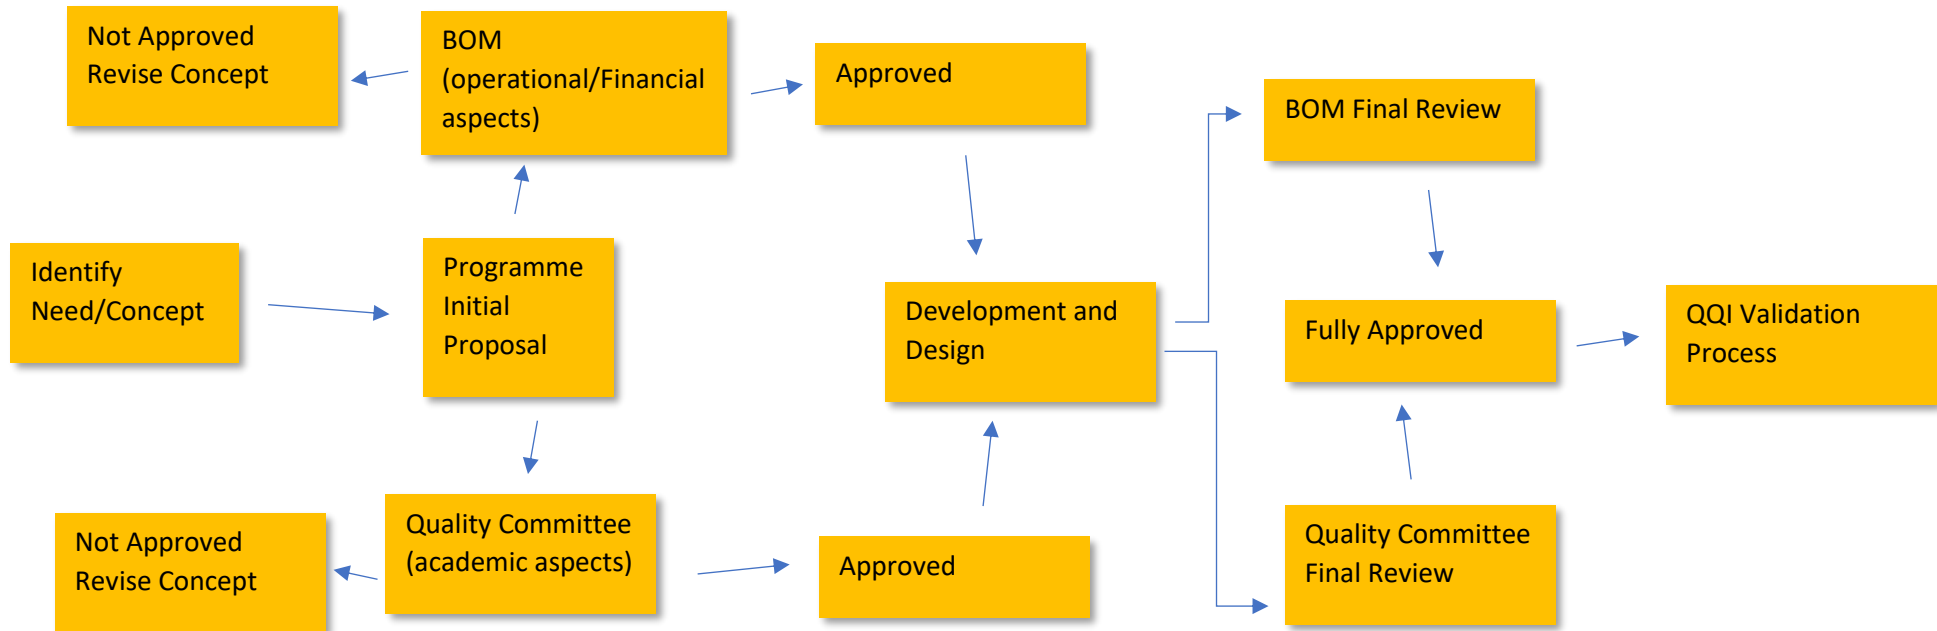 Not Approved
Revise Concept
BOM
(operational/Financial
aspects)
Approved
BOM Final Review
Identify
Need/Concept
Programme
Initial
Proposal
Development and
Design
Fully Approved
QQI Validation
Process
Not Approved
Revise Concept
Quality Committee
(academic aspects)
Approved
Quality Committee
Final Review